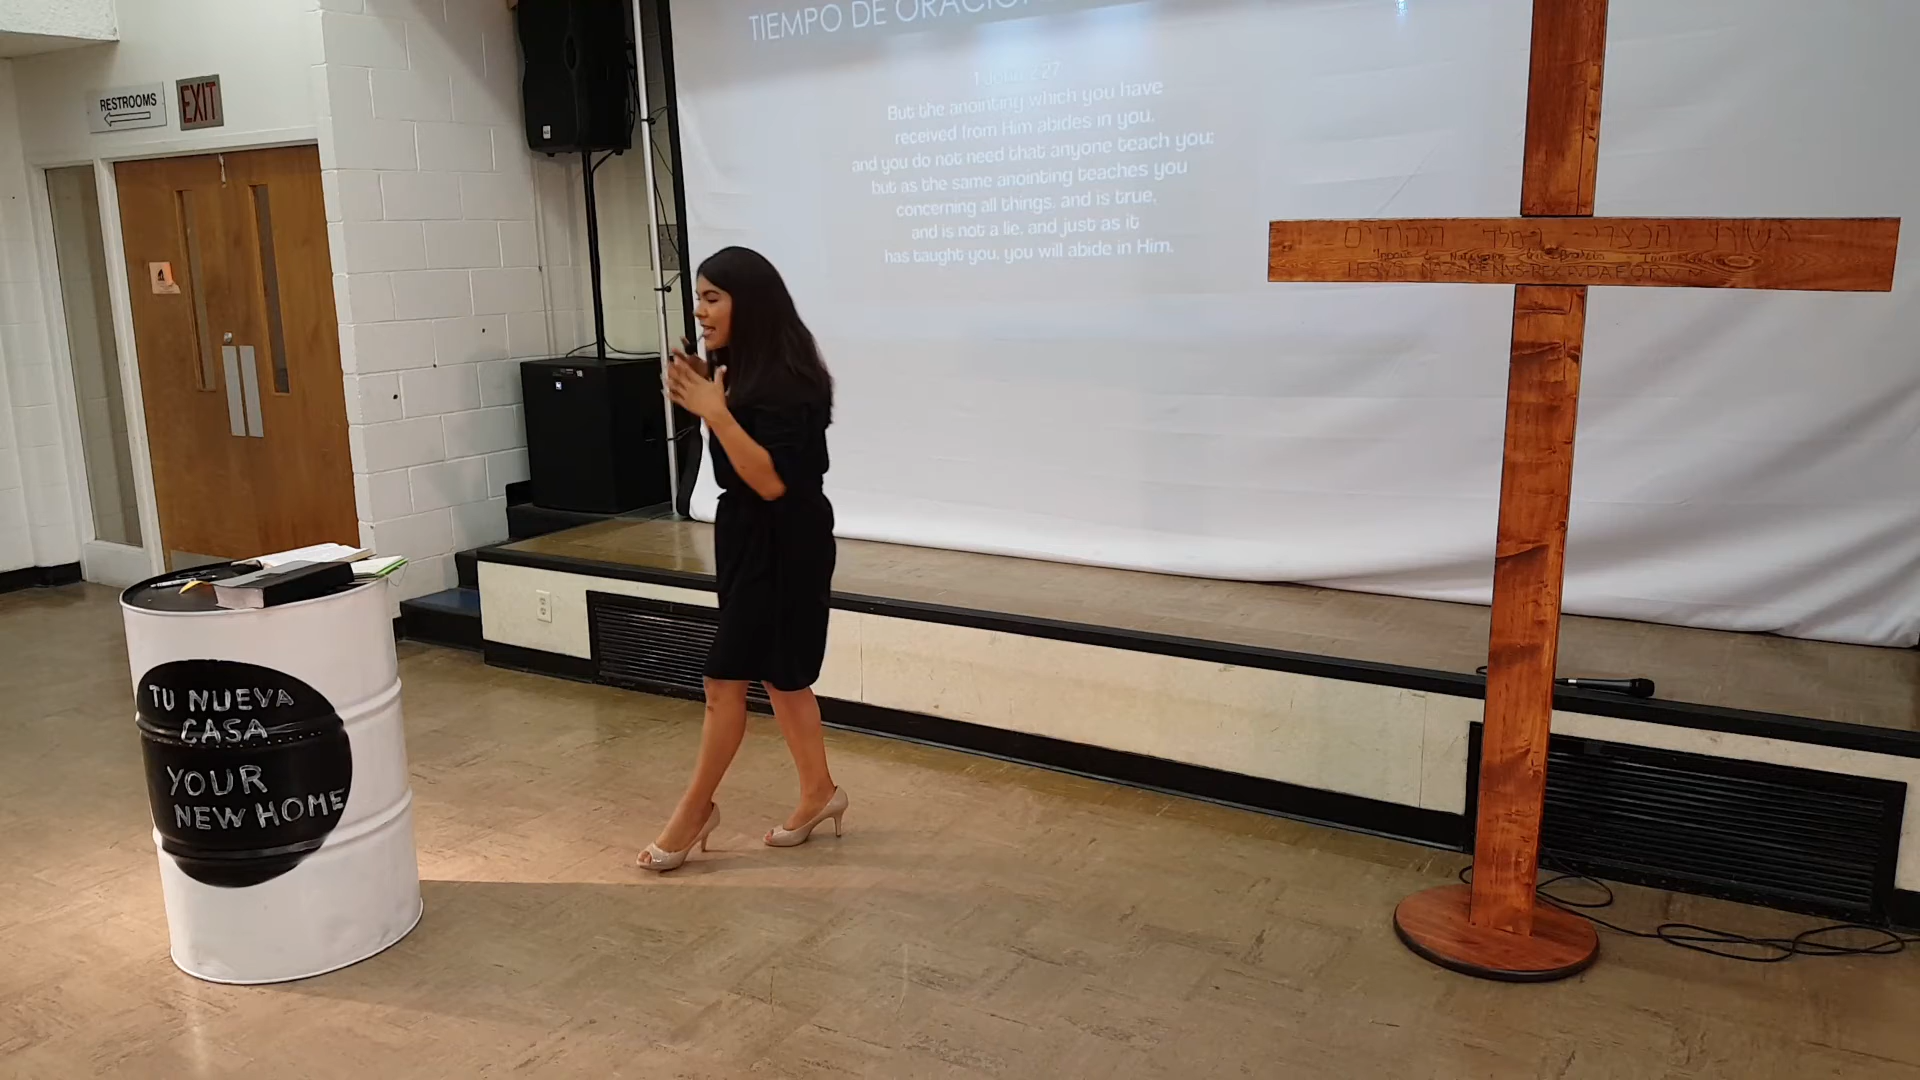 RESTROOMS
EXIT
TIEMPO DE ORACION
1 John 2:27
But the anointing which you have
received from Him abides in you,
and you do not need that anyone teach you;
but as the same anointing teaches you
concerning all things, and is true,
and is not a lie, and just as it
has taught you, you will abide in Him.
TU NUEVA
CASA
YOUR
NEW HOME